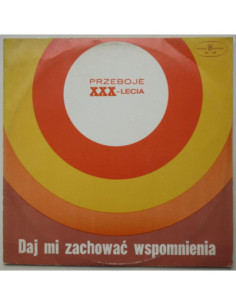 PRZEBOJE
XXX-LECIA
Daj mi zachować wspomnienia